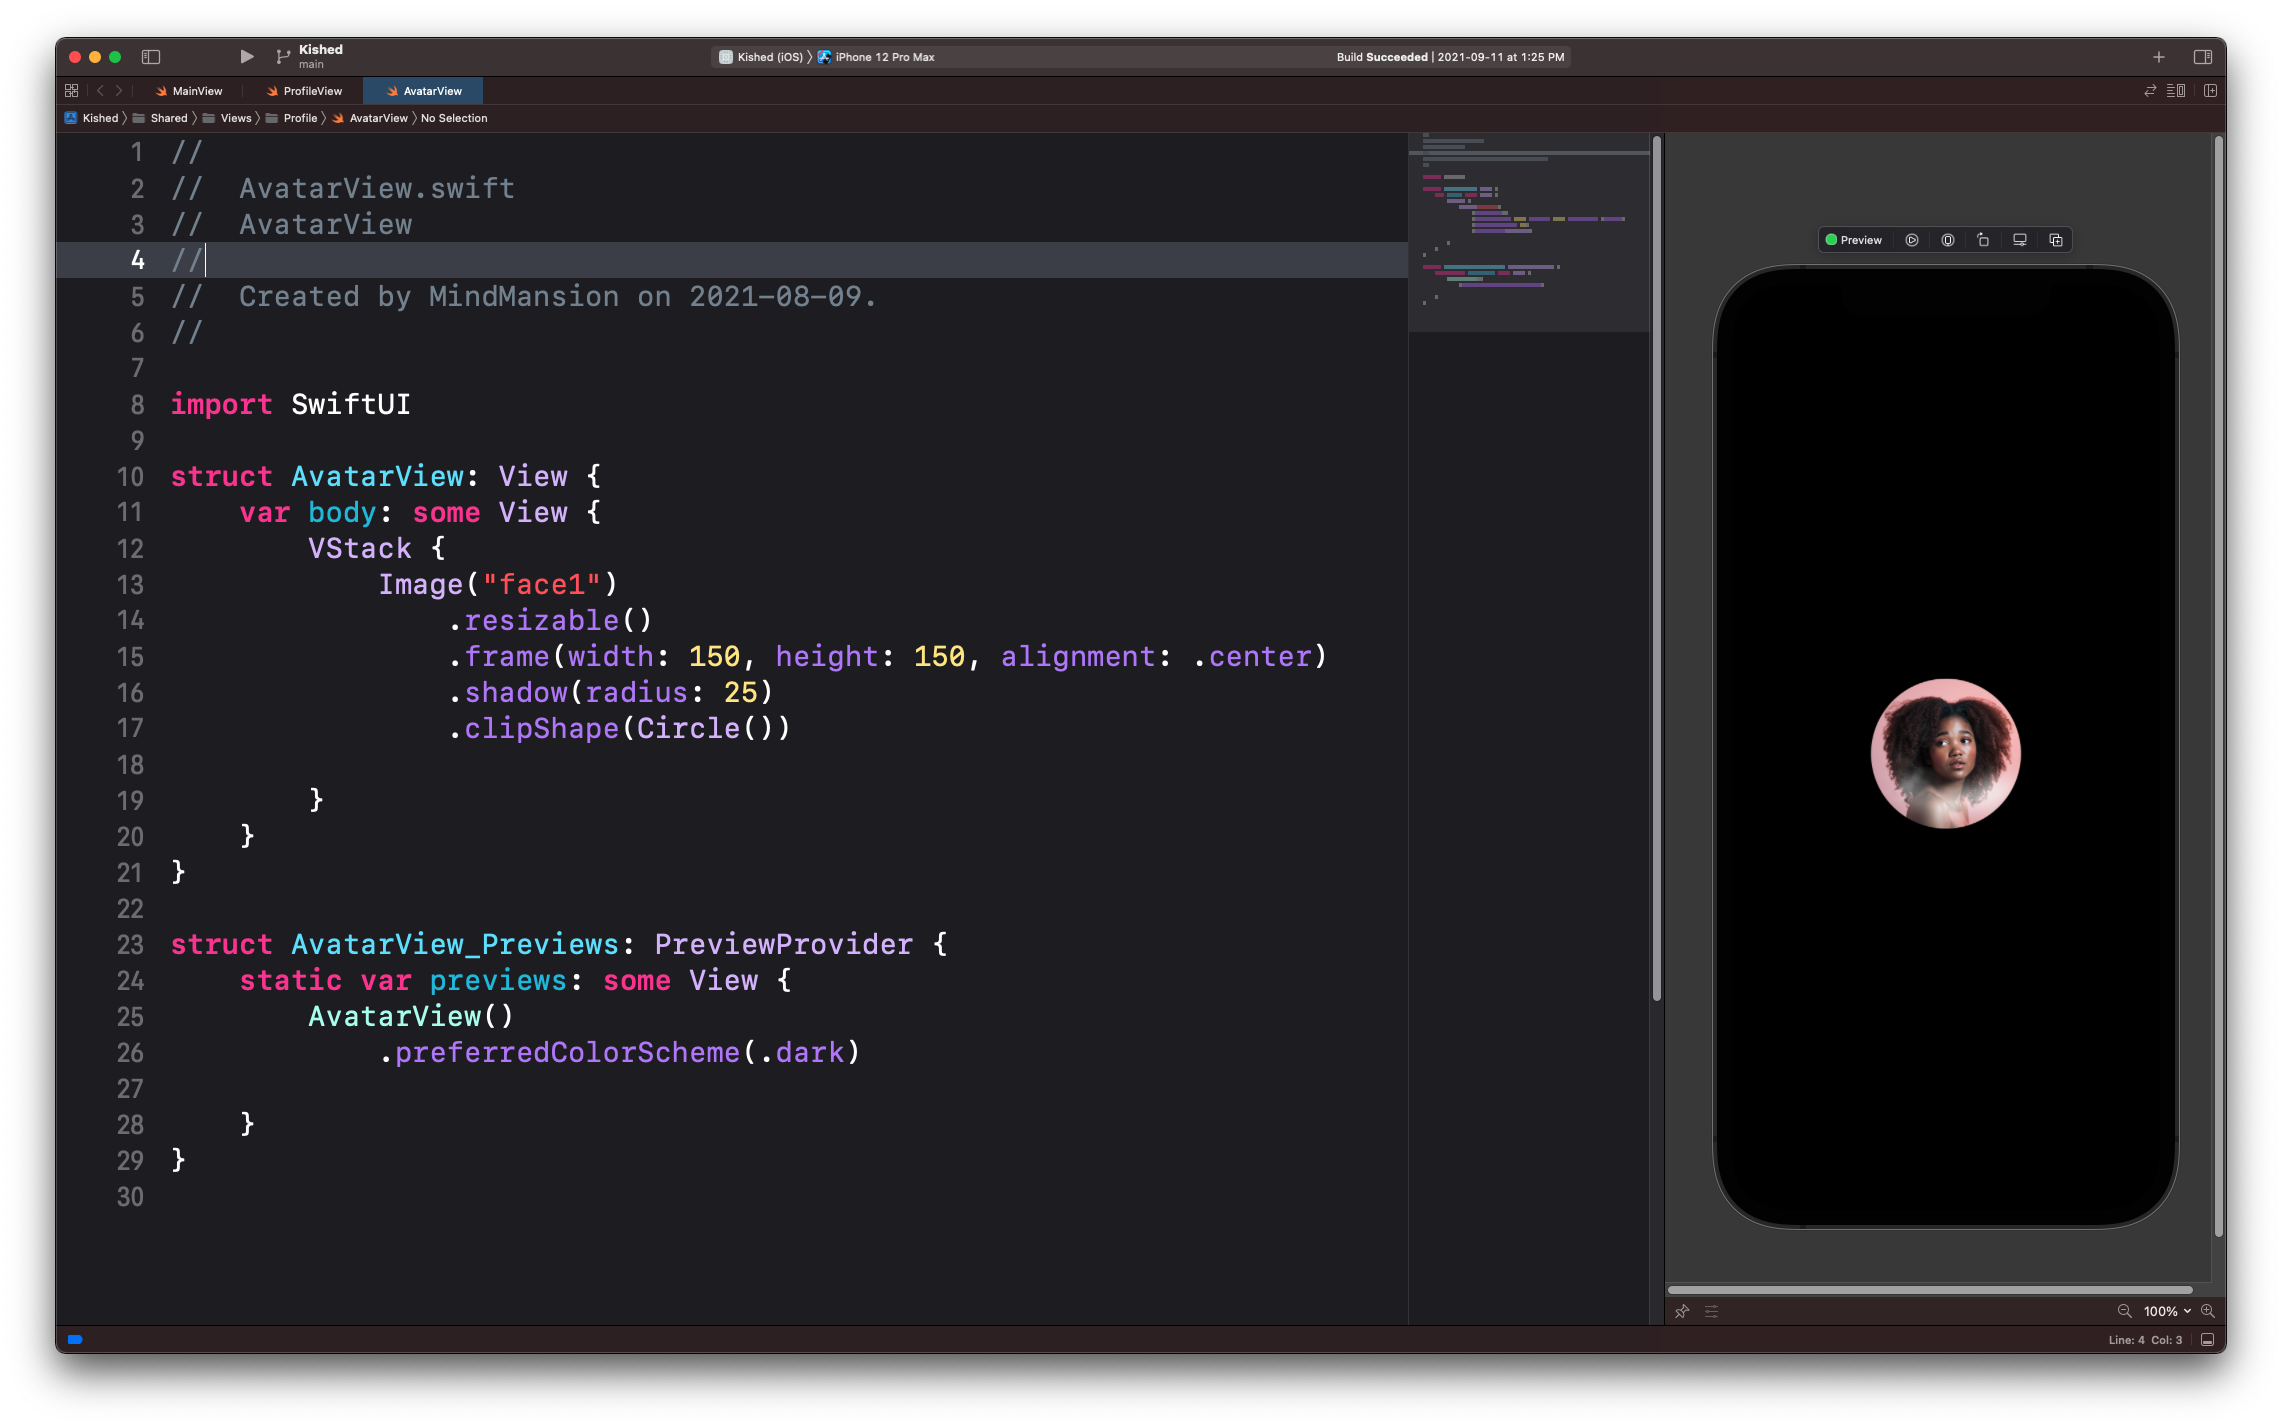 Kished
main
Kished (iOS) 〉 iPhone 12 Pro Max
Build Succeeded | 2021-09-11 at 1:25 PM
MainView
ProfileView
AvatarView
Kished 〉 Shared 〉 Views 〉 Profile 〉 AvatarView 〉 No Selection
1 //
2 //  AvatarView.swift
3 //  AvatarView
4 //
5 //  Created by MindMansion on 2021-08-09.
6 //
7
8 import SwiftUI
9
10 struct AvatarView: View {
11     var body: some View {
12         VStack {
13             Image("face1")
14                 .resizable()
15                 .frame(width: 150, height: 150, alignment: .center)
16                 .shadow(radius: 25)
17                 .clipShape(Circle())
18
19         }
20     }
21 }
22
23 struct AvatarView_Previews: PreviewProvider {
24     static var previews: some View {
25         AvatarView()
26             .preferredColorScheme(.dark)
27
28     }
29 }
30
Preview
100%
Line: 4 Col: 3